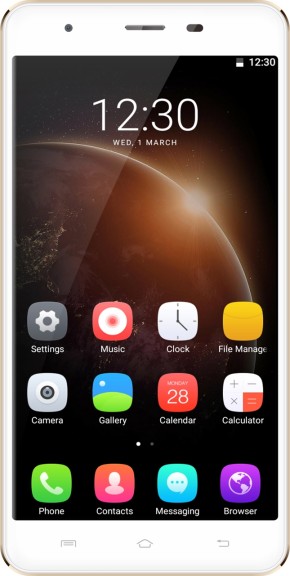 12:30
12:30
WED, 1 MARCH
Settings Music Clock File Manage
MONDAY
28
Camera Gallery Calendar Calculator
Phone Contacts Messaging Browser